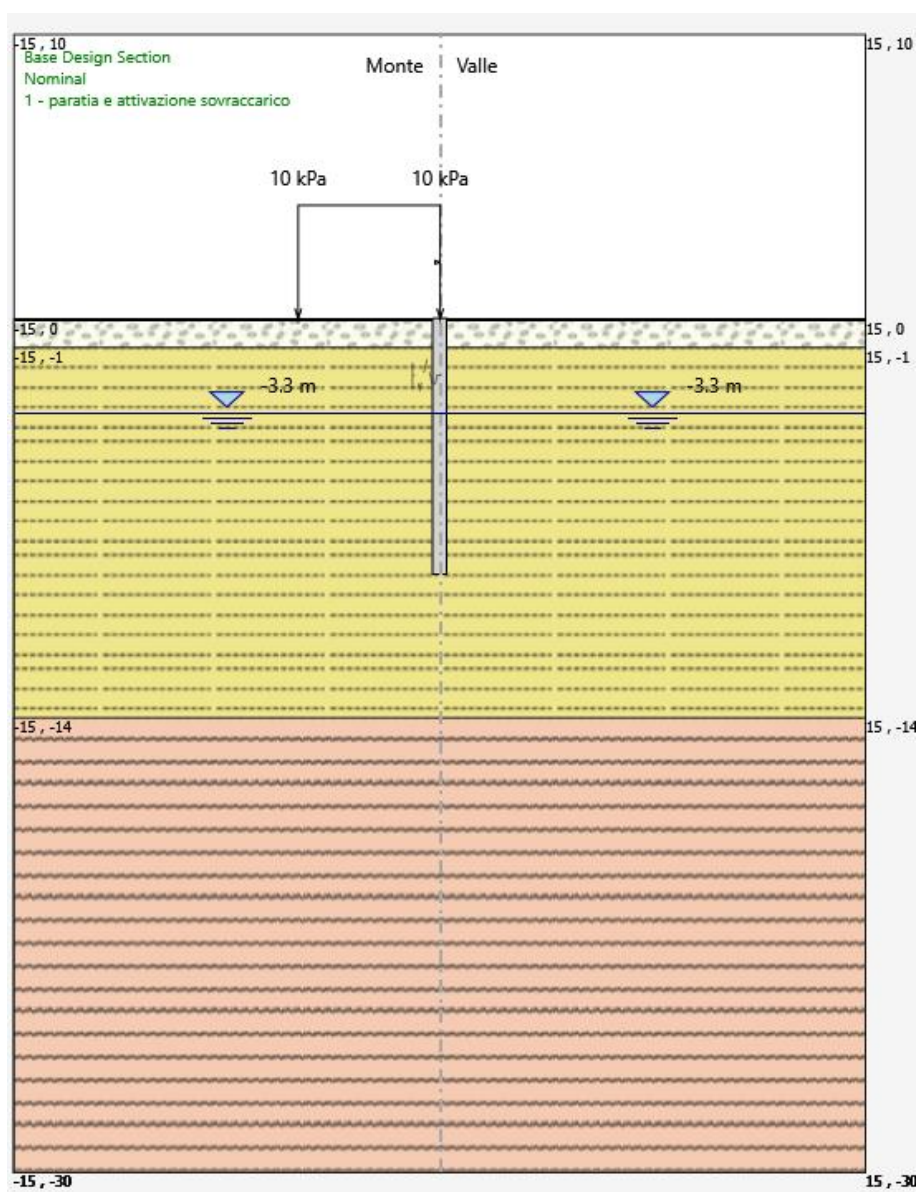 -15 , 10
15 , 10
Base Design Section
Nominal
1 - paratia e attivazione sovraccarico
Monte
Valle
10 kPa
10 kPa
-15 , 0
15 , 0
-15 , -1
15 , -1
-3.3 m
-3.3 m
-15 , -14
15 , -14
-15 , -30
15 , -30